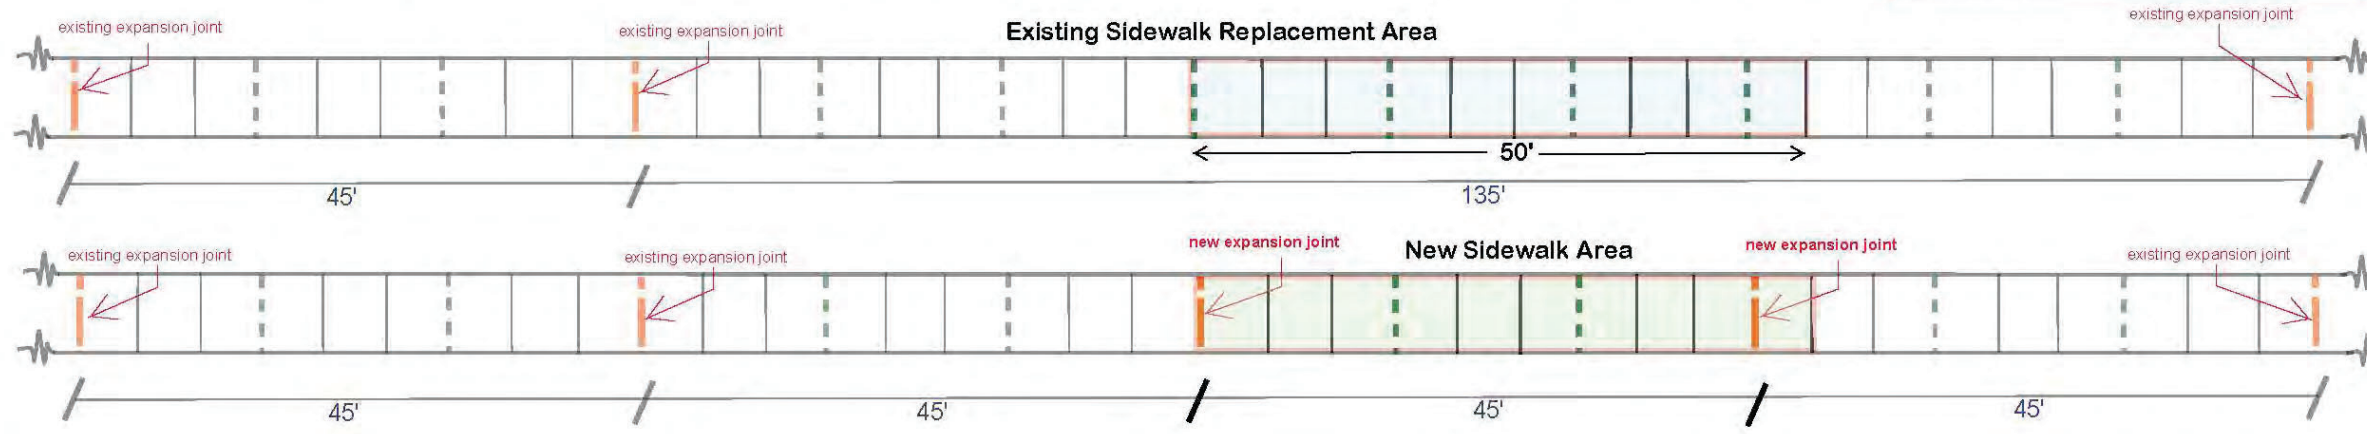 existing expansion joint
existing expansion joint
Existing Sidewalk Replacement Area
existing expansion joint
50'
45'
135'
existing expansion joint
existing expansion joint
new expansion joint
New Sidewalk Area
new expansion joint
existing expansion joint
45'
45'
45'
45'